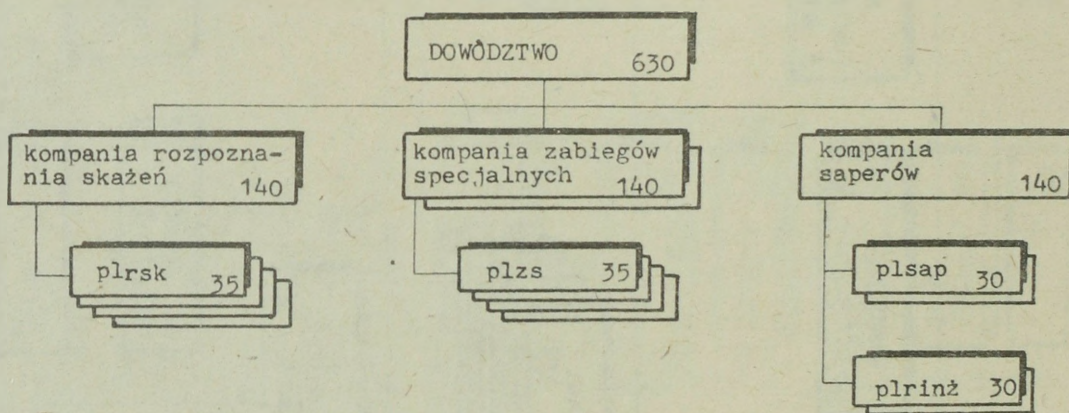 DOWÓDZTWO 630
kompania rozpozna-
nia skażeń 140
kompania zabiegów
specjalnych 140
kompania
saperów 140
plrsk 35
plzs 35
plsap 30
plrinż 30